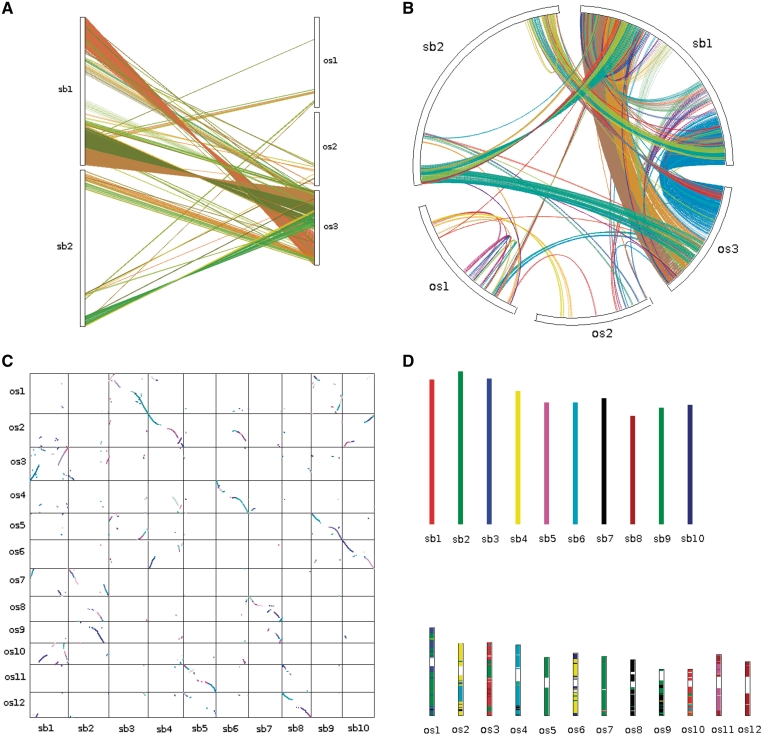 A
sb1
sb2
os1
os2
os3
B
sb2
sb1
os3
os1
os2
C
os1
os2
os3
os4
os5
os6
os7
os8
os9
os10
os11
os12
sb1 sb2 sb3 sb4 sb5 sb6 sb7 sb8 sb9 sb10
D
sb1 sb2 sb3 sb4 sb5 sb6 sb7 sb8 sb9 sb10
os1 os2 os3 os4 os5 os6 os7 os8 os9 os10 os11 os12